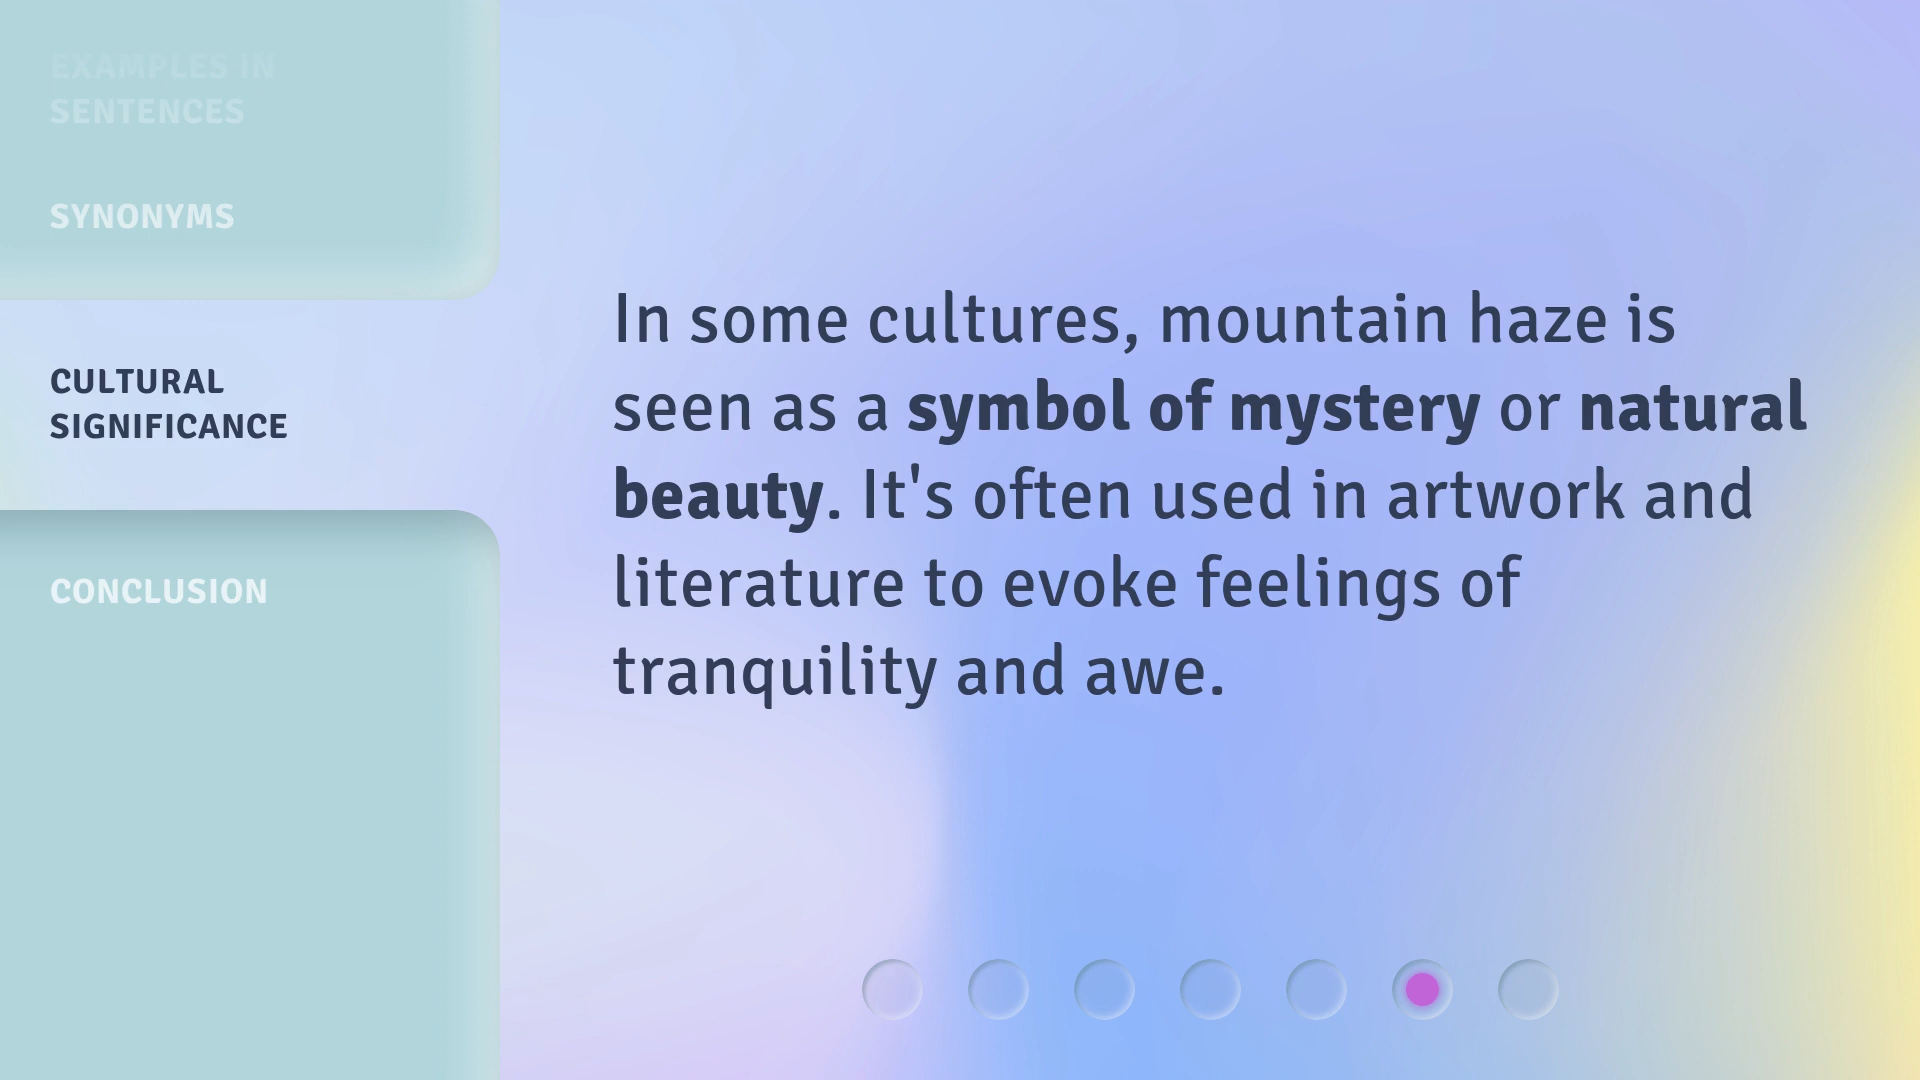 EXAMPLES IN
SENTENCES
SYNONYMS
CULTURAL
SIGNIFICANCE
CONCLUSION
In some cultures, mountain haze is
seen as a symbol of mystery or natural
beauty. It's often used in artwork and
literature to evoke feelings of
tranquility and awe.